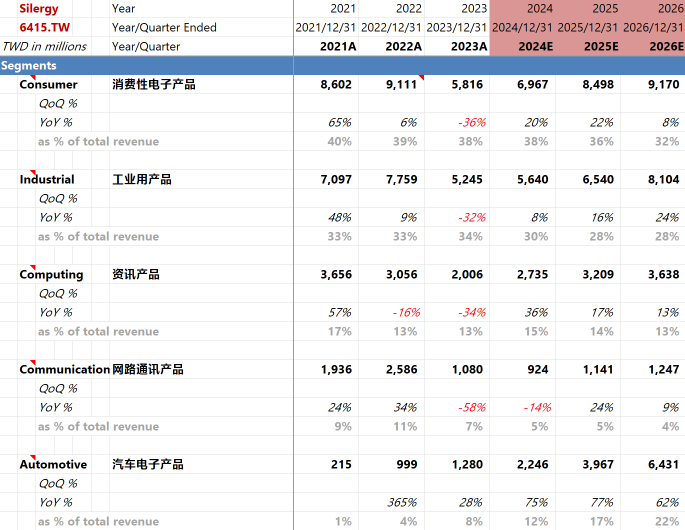 Silergy Year 2021 2022 2023 2024 2025 2026
6415.TW Year/Quarter Ended 2021/12/31 2022/12/31 2023/12/31 2024/12/31 2025/12/31 2026/12/31
TWD in millions Year/Quarter 2021A 2022A 2023A 2024E 2025E 2026E
Segments
Consumer 消费性电子产品 8,602 9,111 5,816 6,967 8,498 9,170
QoQ %
YoY % 65% 6% -36% 20% 22% 8%
as % of total revenue 40% 39% 38% 38% 36% 32%
Industrial 工业用产品 7,097 7,759 5,245 5,640 6,540 8,104
QoQ %
YoY % 48% 9% -32% 8% 16% 24%
as % of total revenue 33% 33% 34% 30% 28% 28%
Computing 资讯产品 3,656 3,056 2,006 2,735 3,209 3,638
QoQ %
YoY % 57% -16% -34% 36% 17% 13%
as % of total revenue 17% 13% 13% 15% 14% 13%
Communication 网路通讯产品 1,936 2,586 1,080 924 1,141 1,247
QoQ %
YoY % 24% 34% -58% -14% 24% 9%
as % of total revenue 9% 11% 7% 5% 5% 4%
Automotive 汽车电子产品 215 999 1,280 2,246 3,967 6,431
QoQ %
YoY % 365% 28% 75% 77% 62%
as % of total revenue 1% 4% 8% 12% 17% 22%